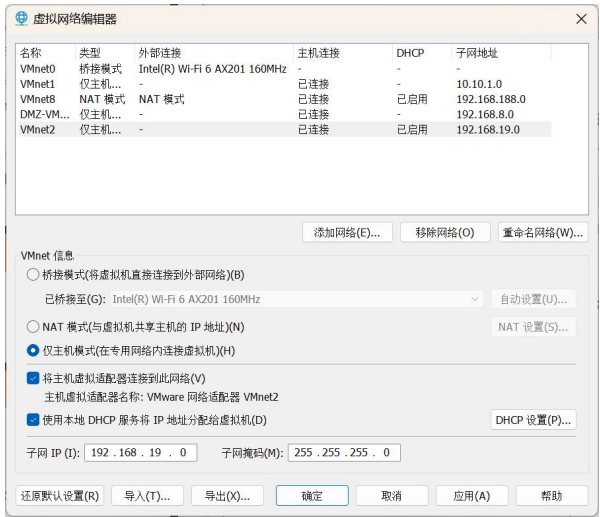 虚拟网络编辑器
名称 类型 外部连接 主机连接 DHCP 子网地址
VMnet0 桥接模式 Intel(R) Wi-Fi 6 AX201 160MHz - - -
VMnet1 仅主机... - 已连接 - 10.10.1.0
VMnet8 NAT 模式 NAT 模式 已连接 已启用 192.168.188.0
DMZ-VM... 仅主机... - 已连接 - 192.168.8.0
VMnet2 仅主机... - 已连接 已启用 192.168.19.0
添加网络(E)... 移除网络(O) 重命名网络(W)...
VMnet 信息
桥接模式(将虚拟机直接连接到外部网络)(B)
已桥接至(G): Intel(R) Wi-Fi 6 AX201 160MHz 自动设置(U)...
NAT 模式(与虚拟机共享主机的 IP 地址)(N) NAT 设置(S)...
仅主机模式(在专用网络内连接虚拟机)(H)
将主机虚拟适配器连接到此网络(V)
主机虚拟适配器名称: VMware 网络适配器 VMnet2
使用本地 DHCP 服务将 IP 地址分配给虚拟机(D) DHCP 设置(P)...
子网 IP (I): 192 . 168 . 19 . 0 子网掩码(M): 255 . 255 . 255 . 0
还原默认设置(R) 导入(T)... 导出(X)... 确定 取消 应用(A) 帮助